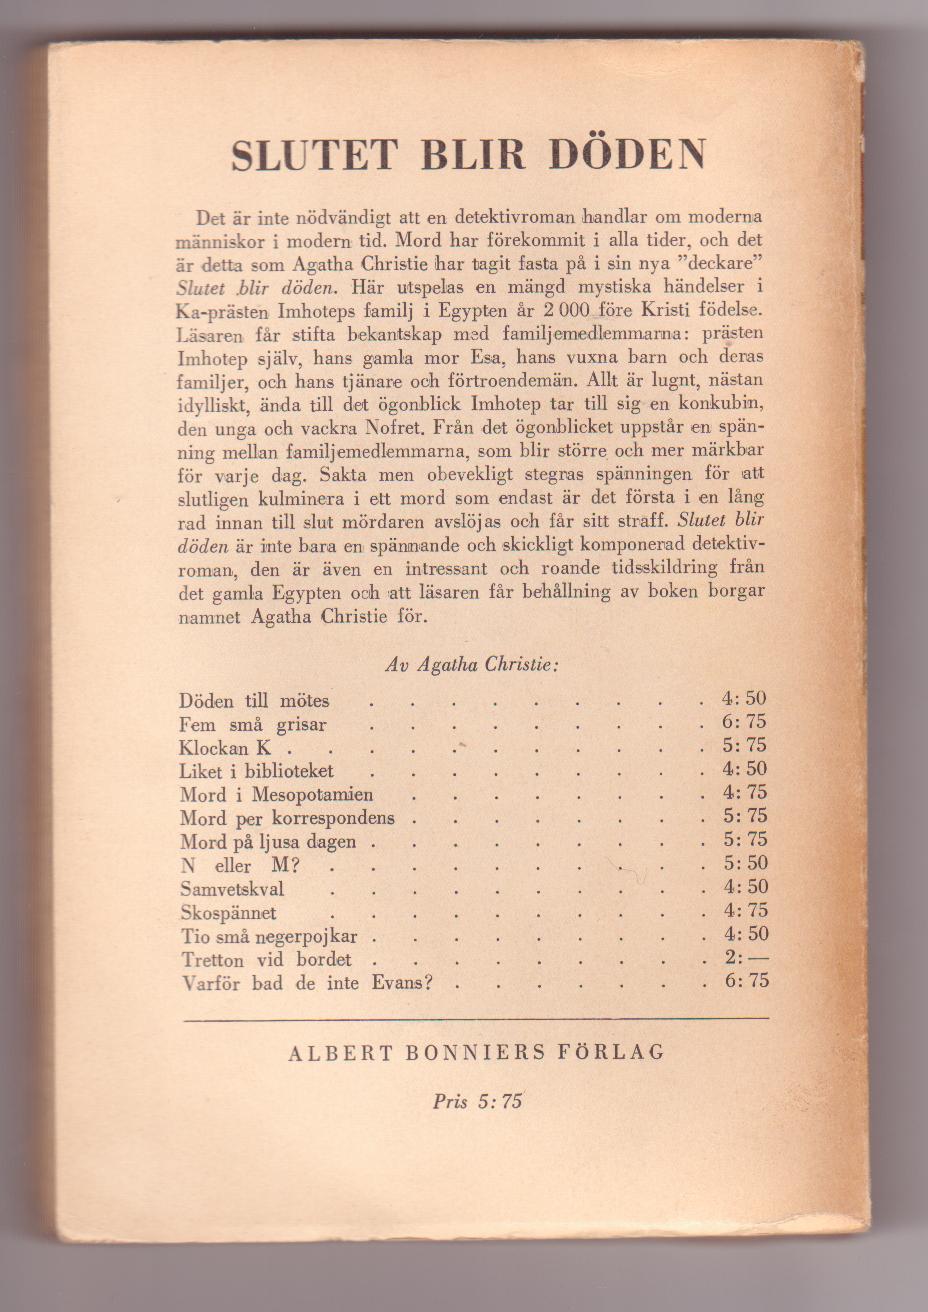 SLUTET BLIR DÖDEN
Det är inte nödvändigt att en detektivroman handlar om moderna
människor i modern tid. Mord har förekommit i alla tider, och det
är detta som Agatha Christie har tagit fasta på i sin nya ”deckare”
Slutet blir döden. Här utspelas en mängd mystiska händelser i
Ka-prästen Imhoteps familj i Egypten år 2 000 före Kristi födelse.
Läsaren får stifta bekantskap med familjemedlemmarna: prästen
Imhotep själv, hans gamla mor Esa, hans vuxna barn och deras
familjer, och hans tjänare och förtroendemän. Allt är lugnt, nästan
idylliskt, ända till det ögonblick Imhotep tar till sig en konkubin,
den unga och vackra Nofret. Från det ögonblicket uppstår en spän-
ning mellan familjemedlemmarna, som blir större och mer märkbar
för varje dag. Sakta men obevekligt stegras spänningen för att
slutligen kulminera i ett mord som endast är det första i en lång
rad innan till slut mördaren avslöjas och får sitt straff. Slutet blir
döden är inte bara en spännande och skickligt komponerad detektiv-
roman, den är även en intressant och roande tidsskildring från
det gamla Egypten och att läsaren får behållning av boken borgar
namnet Agatha Christie för.
Av Agatha Christie:
Döden till mötes . . . . . . . . . 4: 50
Fem små grisar . . . . . . . . . 6: 75
Klockan K . . . . . . . . . . . 5: 75
Liket i biblioteket . . . . . . . . . 4: 50
Mord i Mesopotamien . . . . . . . . 4: 75
Mord per korrespondens . . . . . . . . 5: 75
Mord på ljusa dagen . . . . . . . . . 5: 75
N eller M? . . . . . . . . . . 5: 50
Samvetskval . . . . . . . . . . 4: 50
Skospännet . . . . . . . . . . 4: 75
Tio små negerpojkar . . . . . . . . . 4: 50
Tretton vid bordet . . . . . . . . . 2: —
Varför bad de inte Evans? . . . . . . . 6: 75
ALBERT BONNIERS FÖRLAG
Pris 5: 75